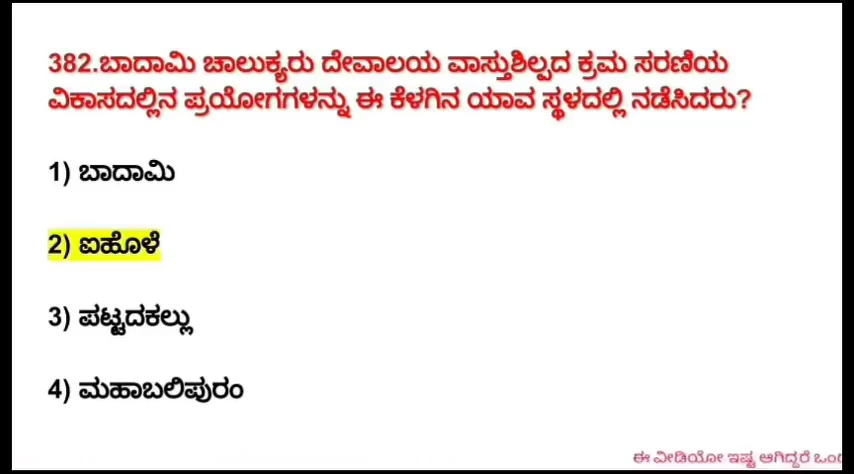 382.ಬಾದಾಮಿ ಚಾಲುಕ್ಯರು ದೇವಾಲಯ ವಾಸ್ತುಶಿಲ್ಪದ ಕ್ರಮ ಸರಣಿಯ
ವಿಕಾಸದಲ್ಲಿನ ಪ್ರಯೋಗಗಳನ್ನು ಈ ಕೆಳಗಿನ ಯಾವ ಸ್ಥಳದಲ್ಲಿ ನಡೆಸಿದರು?
1) ಬಾದಾಮಿ
2) ಐಹೊಳೆ
3) ಪಟ್ಟದಕಲ್ಲು
4) ಮಹಾಬಲಿಪುರಂ
ಈ ವೀಡಿಯೋ ಇಷ್ಟ ಆಗಿದ್ದರೆ